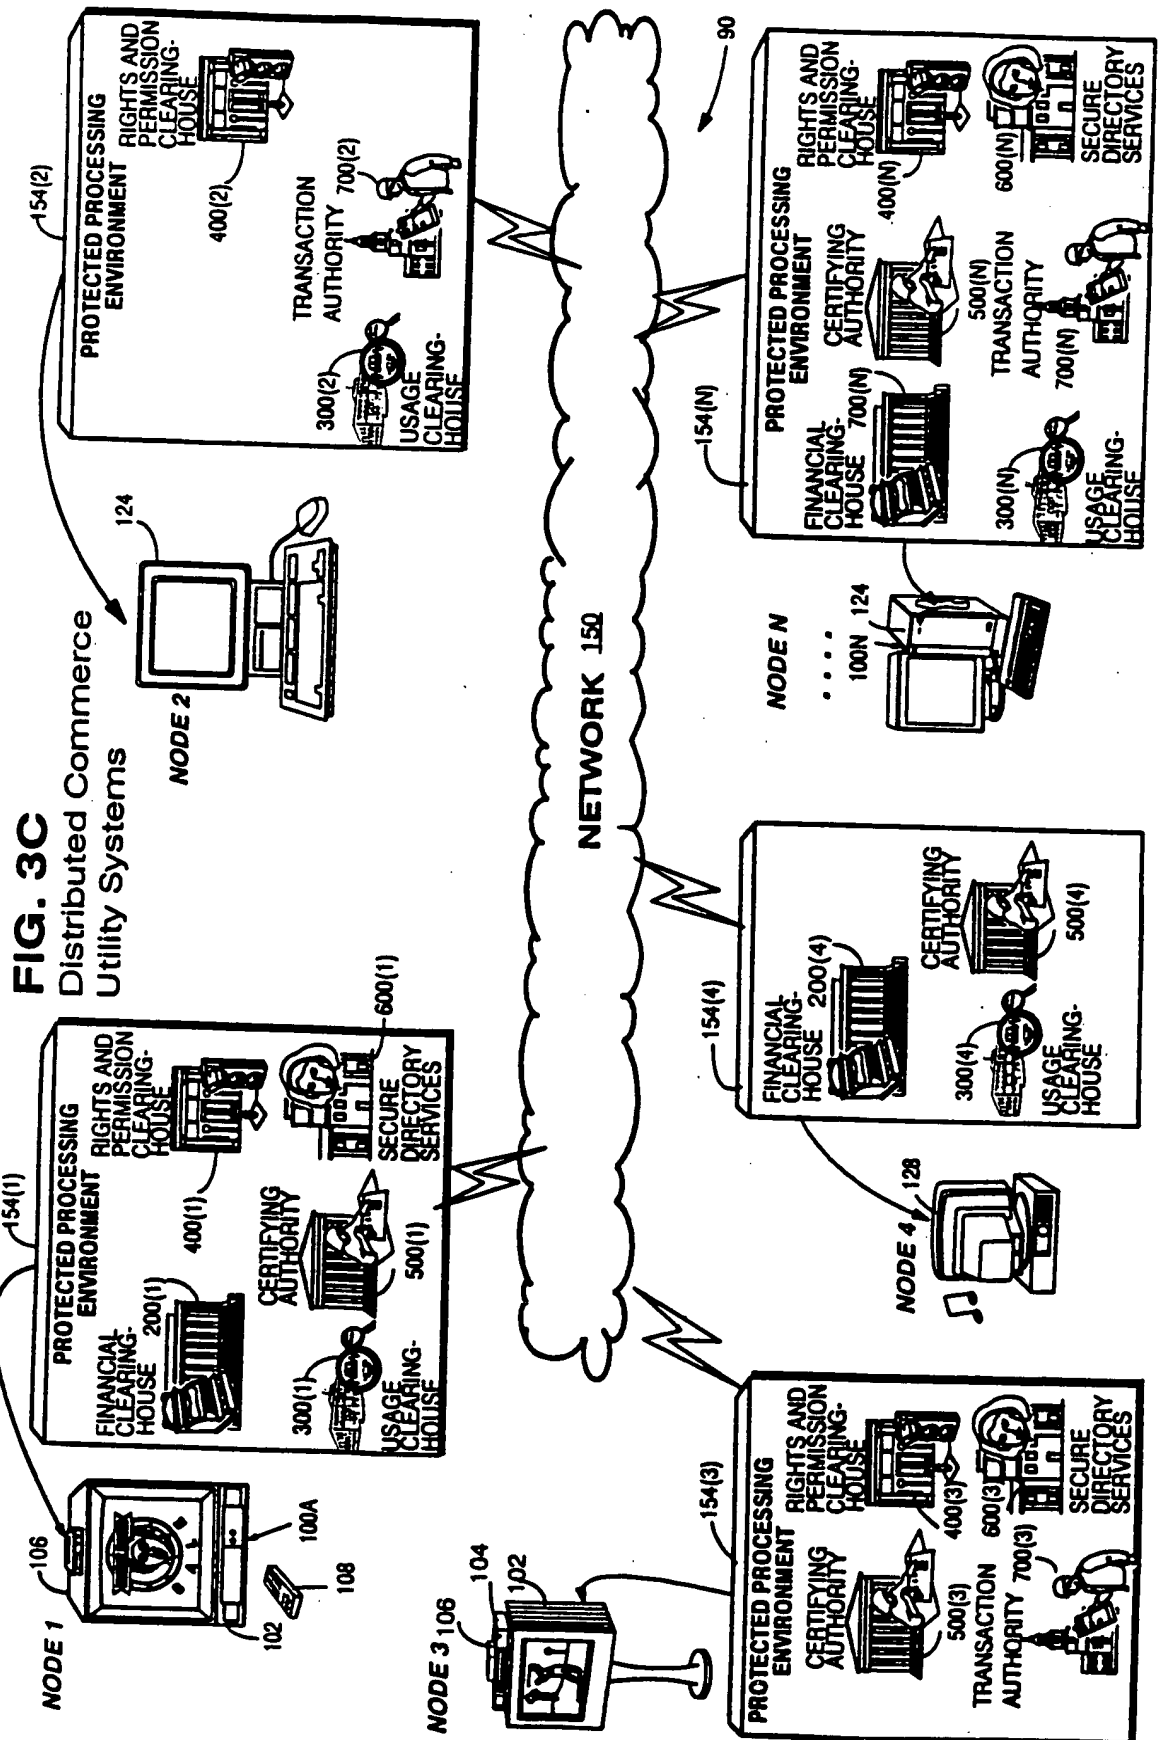 FIG. 3C
Distributed Commerce
Utility Systems
NODE 1
106
102
100A
108
154(1)
PROTECTED PROCESSING
ENVIRONMENT
FINANCIAL
CLEARING-
HOUSE 200(1)
RIGHTS AND
PERMISSION
CLEARING-
HOUSE
400(1)
CERTIFYING
AUTHORITY
500(1)
300(1)
USAGE
CLEARING-
HOUSE
SECURE
DIRECTORY
SERVICES
600(1)
NODE 2
124
154(2)
PROTECTED PROCESSING
ENVIRONMENT
RIGHTS AND
PERMISSION
CLEARING-
HOUSE
400(2)
TRANSACTION
AUTHORITY
700(2)
300(2)
USAGE
CLEARING-
HOUSE
NETWORK 150
90
NODE 3
106
104
102
154(3)
PROTECTED PROCESSING
ENVIRONMENT
CERTIFYING
AUTHORITY
500(3)
RIGHTS AND
PERMISSION
CLEARING-
HOUSE
400(3)
TRANSACTION
AUTHORITY 700(3)
600(3)
SECURE
DIRECTORY
SERVICES
NODE 4
128
154(4)
FINANCIAL
CLEARING-
HOUSE 200(4)
CERTIFYING
AUTHORITY
500(4)
300(4)
USAGE
CLEARING-
HOUSE
NODE N
. . . .
100N 124
154(N)
PROTECTED PROCESSING
ENVIRONMENT
FINANCIAL
CLEARING-
HOUSE 700(N)
CERTIFYING
AUTHORITY
500(N)
RIGHTS AND
PERMISSION
CLEARING-
HOUSE
400(N)
300(N)
USAGE
CLEARING-
HOUSE
TRANSACTION
AUTHORITY
700(N)
600(N)
SECURE
DIRECTORY
SERVICES